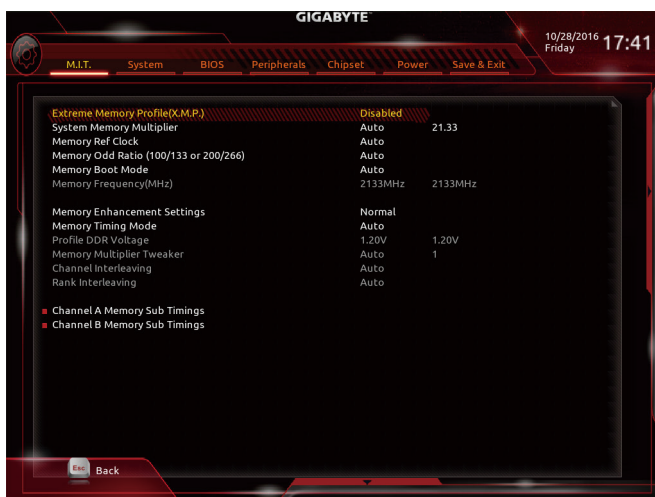 GIGABYTE
10/28/2016 17:41
Friday
M.I.T. System BIOS Peripherals Chipset Power Save & Exit
Extreme Memory Profile(X.M.P.) Disabled
System Memory Multiplier Auto 21.33
Memory Ref Clock Auto
Memory Odd Ratio (100/133 or 200/266) Auto
Memory Boot Mode Auto
Memory Frequency(MHz) 2133MHz 2133MHz
Memory Enhancement Settings Normal
Memory Timing Mode Auto
Profile DDR Voltage 1.20V 1.20V
Memory Multiplier Tweaker Auto 1
Channel Interleaving Auto
Rank Interleaving Auto
Channel A Memory Sub Timings
Channel B Memory Sub Timings
Esc Back